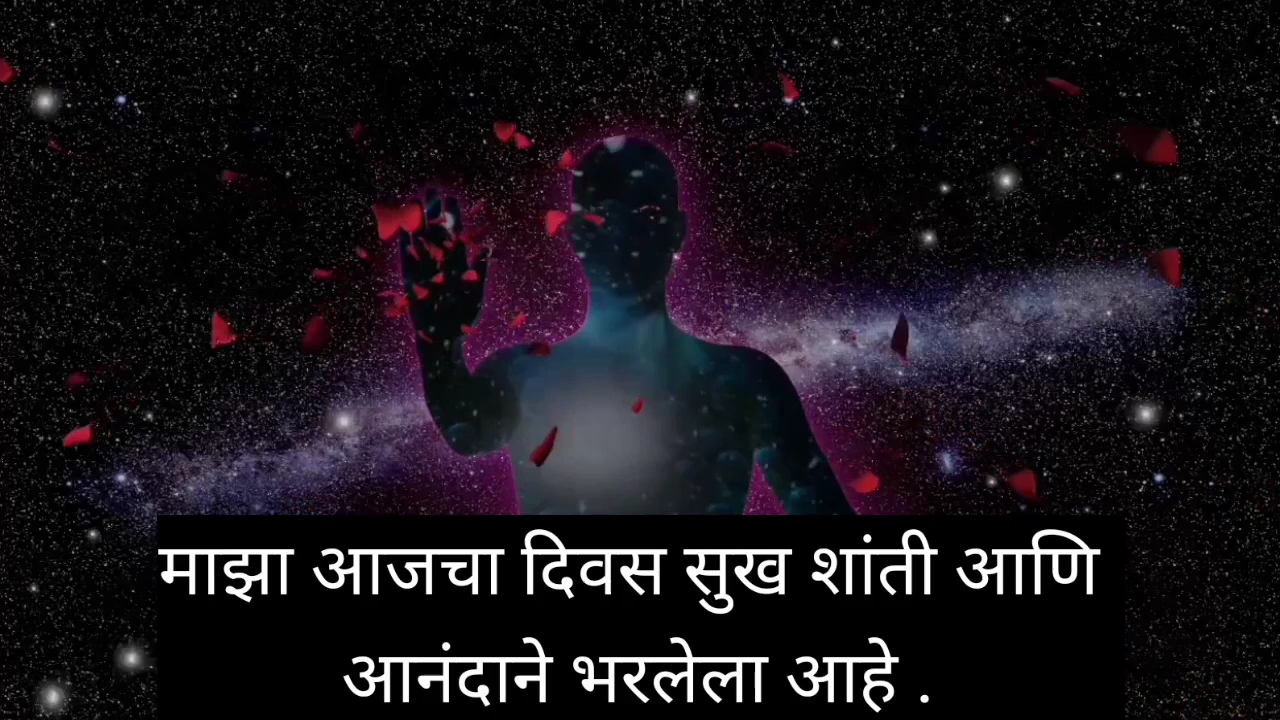 माझा आजचा दिवस सुख शांती आणि
आनंदाने भरलेला आहे .